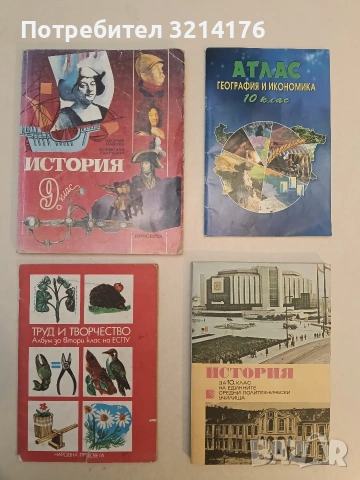 Потребител 3214176
ИСТОРИЯ
9 клас
АТЛАС
ГЕОГРАФИЯ И ИКОНОМИКА
10 клас
ТРУД И ТВОРЧЕСТВО
Албум за втори клас на ЕСПУ
НАРОДНА ПРОСВЕТА
ИСТОРИЯ
ЗА 10. КЛАС
НА ЕДИННИТЕ
СРЕДНИ ПОЛИТЕХНИЧЕСКИ
УЧИЛИЩА